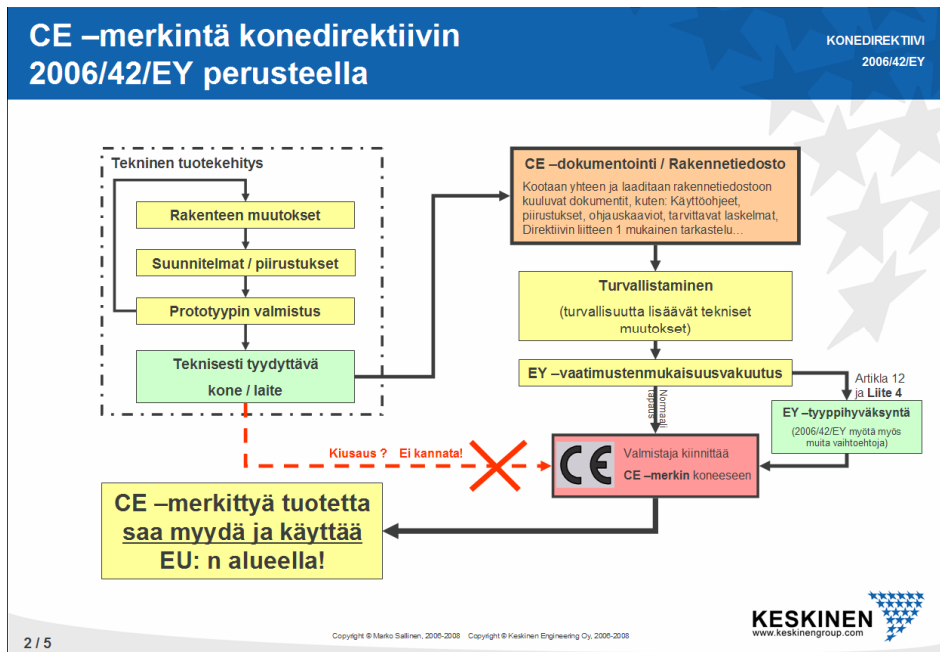 CE –merkintä konedirektiivin
2006/42/EY perusteella
KONEDIREKTIIVI
2006/42/EY
Tekninen tuotekehitys
Rakenteen muutokset
Suunnitelmat / piirustukset
Prototyypin valmistus
Teknisesti tyydyttävä
kone / laite
CE –dokumentointi / Rakennetiedosto
Kootaan yhteen ja laaditaan rakennetiedostoon
kuuluvat dokumentit, kuten: Käyttöohjeet,
piirustukset, ohjauskaaviot, tarvittavat laskelmat,
Direktiivin liitteen 1 mukainen tarkastelu...
Turvallistaminen
(turvallisuutta lisäävät tekniset
muutokset)
EY –vaatimustenmukaisuusvakuutus
Normaali
tapaus
Artikla 12
ja Liite 4
EY –tyyppihyväksyntä
(2006/42/EY myötä myös
muita vaihtoehtoja)
Kiusaus ? Ei kannata!
CE
Valmistaja kiinnittää
CE –merkin koneeseen
CE –merkittyä tuotetta
saa myydä ja käyttää
EU: n alueella!
KESKINEN
www.keskinengroup.com
Copyright © Marko Sallinen, 2006-2008 Copyright © Keskinen Engineering Oy, 2006-2008
2 / 5